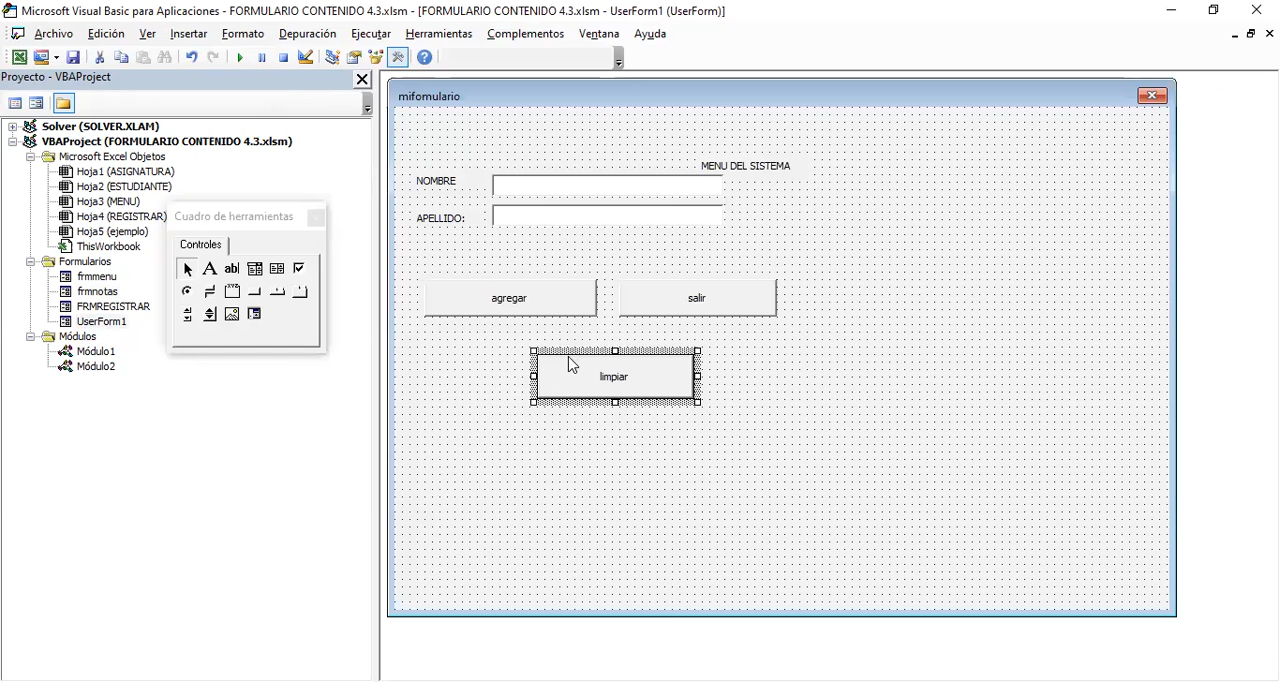 Microsoft Visual Basic para Aplicaciones - FORMULARIO CONTENIDO 4.3.xlsm - [FORMULARIO CONTENIDO 4.3.xlsm - UserForm1 (UserForm)]
Archivo Edición Ver Insertar Formato Depuración Ejecutar Herramientas Complementos Ventana Ayuda
Proyecto - VBAProject
Solver (SOLVER.XLAM)
VBAProject (FORMULARIO CONTENIDO 4.3.xlsm)
Microsoft Excel Objetos
Hoja1 (ASIGNATURA)
Hoja2 (ESTUDIANTE)
Hoja3 (MENU)
Hoja4 (REGISTRAR)
Hoja5 (ejemplo)
ThisWorkbook
Formularios
frmmenu
frmnotas
FRMREGISTRAR
UserForm1
Módulos
Módulo1
Módulo2
Cuadro de herramientas
Controles
A abl
XYZ
mifomulario
MENU DEL SISTEMA
NOMBRE
APELLIDO:
agregar salir
limpiar